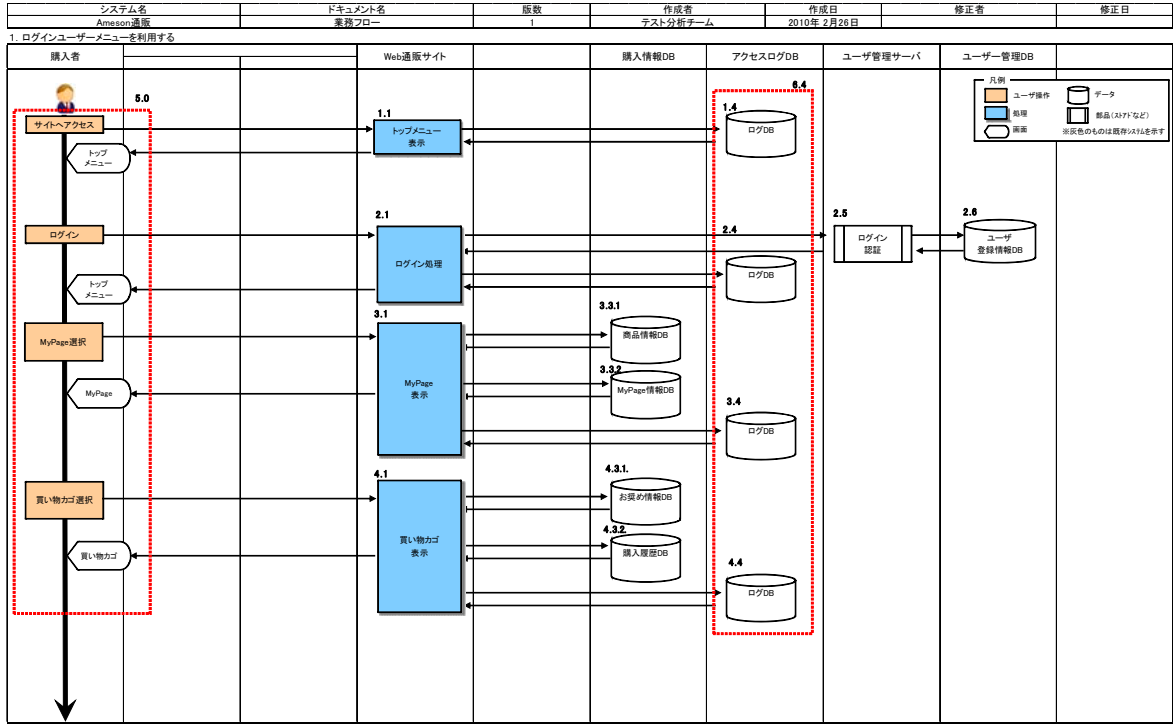 システム名 ドキュメント名 版数 作成者 作成日 修正者 修正日
Ameson通販 業務フロー 1 テスト分析チーム 2010年 2月26日
1. ログインユーザーメニューを利用する
購入者 Web通販サイト 購入情報DB アクセスログDB ユーザ管理サーバ ユーザー管理DB
凡例
ユーザ操作 データ
処理 部品(ストアドなど)
画面 ※灰色のものは既存システムを示す
5.0
6.4
サイトへアクセス
1.1
トップメニュー
表示
1.4
ログDB
トップ
メニュー
ログイン
2.1
ログイン処理
2.4
ログDB
2.5
ログイン
認証
2.6
ユーザ
登録情報DB
トップ
メニュー
MyPage選択
3.1
MyPage
表示
3.3.1
商品情報DB
3.3.2
MyPage情報DB
3.4
ログDB
MyPage
買い物カゴ選択
4.1
買い物カゴ
表示
4.3.1.
お奨め情報DB
4.3.2.
購入履歴DB
4.4
ログDB
買い物カゴ